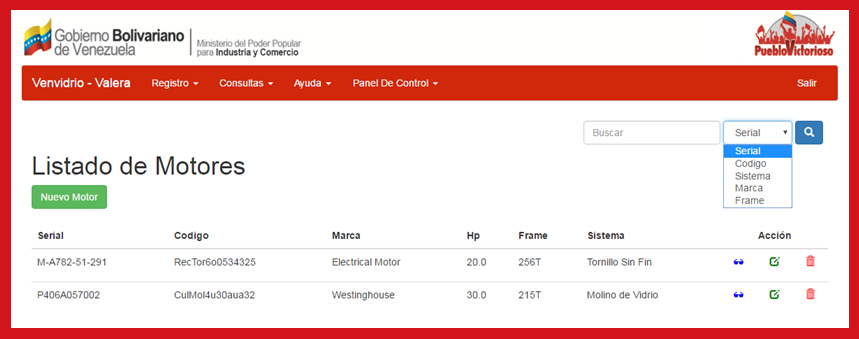 Gobierno Bolivariano
de Venezuela
Ministerio del Poder Popular
para Industria y Comercio
PuebloVictorioso
Venvidrio - Valera Registro Consultas Ayuda Panel De Control Salir
Buscar Serial
Serial
Codigo
Sistema
Marca
Frame
Listado de Motores
Nuevo Motor
Serial Codigo Marca Hp Frame Sistema Acción
M-A782-51-291 RecTor6o0534325 Electrical Motor 20.0 256T Tornillo Sin Fin
P406A057002 CulMol4u30aua32 Westinghouse 30.0 215T Molino de Vidrio